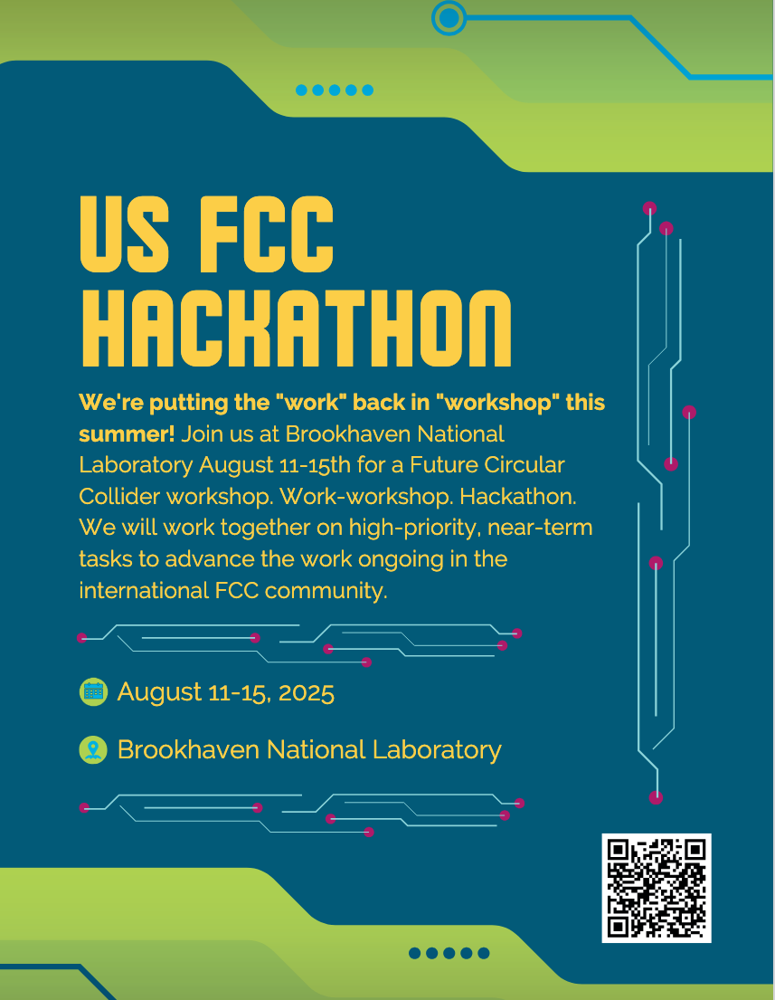 US FCC
HACKATHON
We're putting the "work" back in "workshop" this
summer! Join us at Brookhaven National
Laboratory August 11-15th for a Future Circular
Collider workshop. Work-workshop. Hackathon.
We will work together on high-priority, near-term
tasks to advance the work ongoing in the
international FCC community.
August 11-15, 2025
Brookhaven National Laboratory